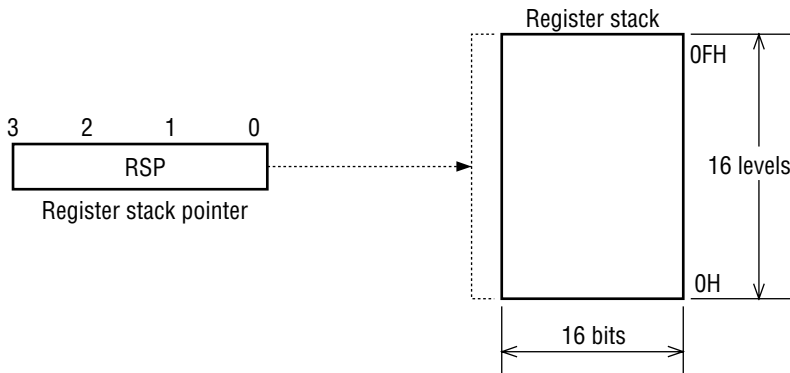 Register stack
0FH
3 2 1 0
RSP
16 levels
Register stack pointer
0H
16 bits